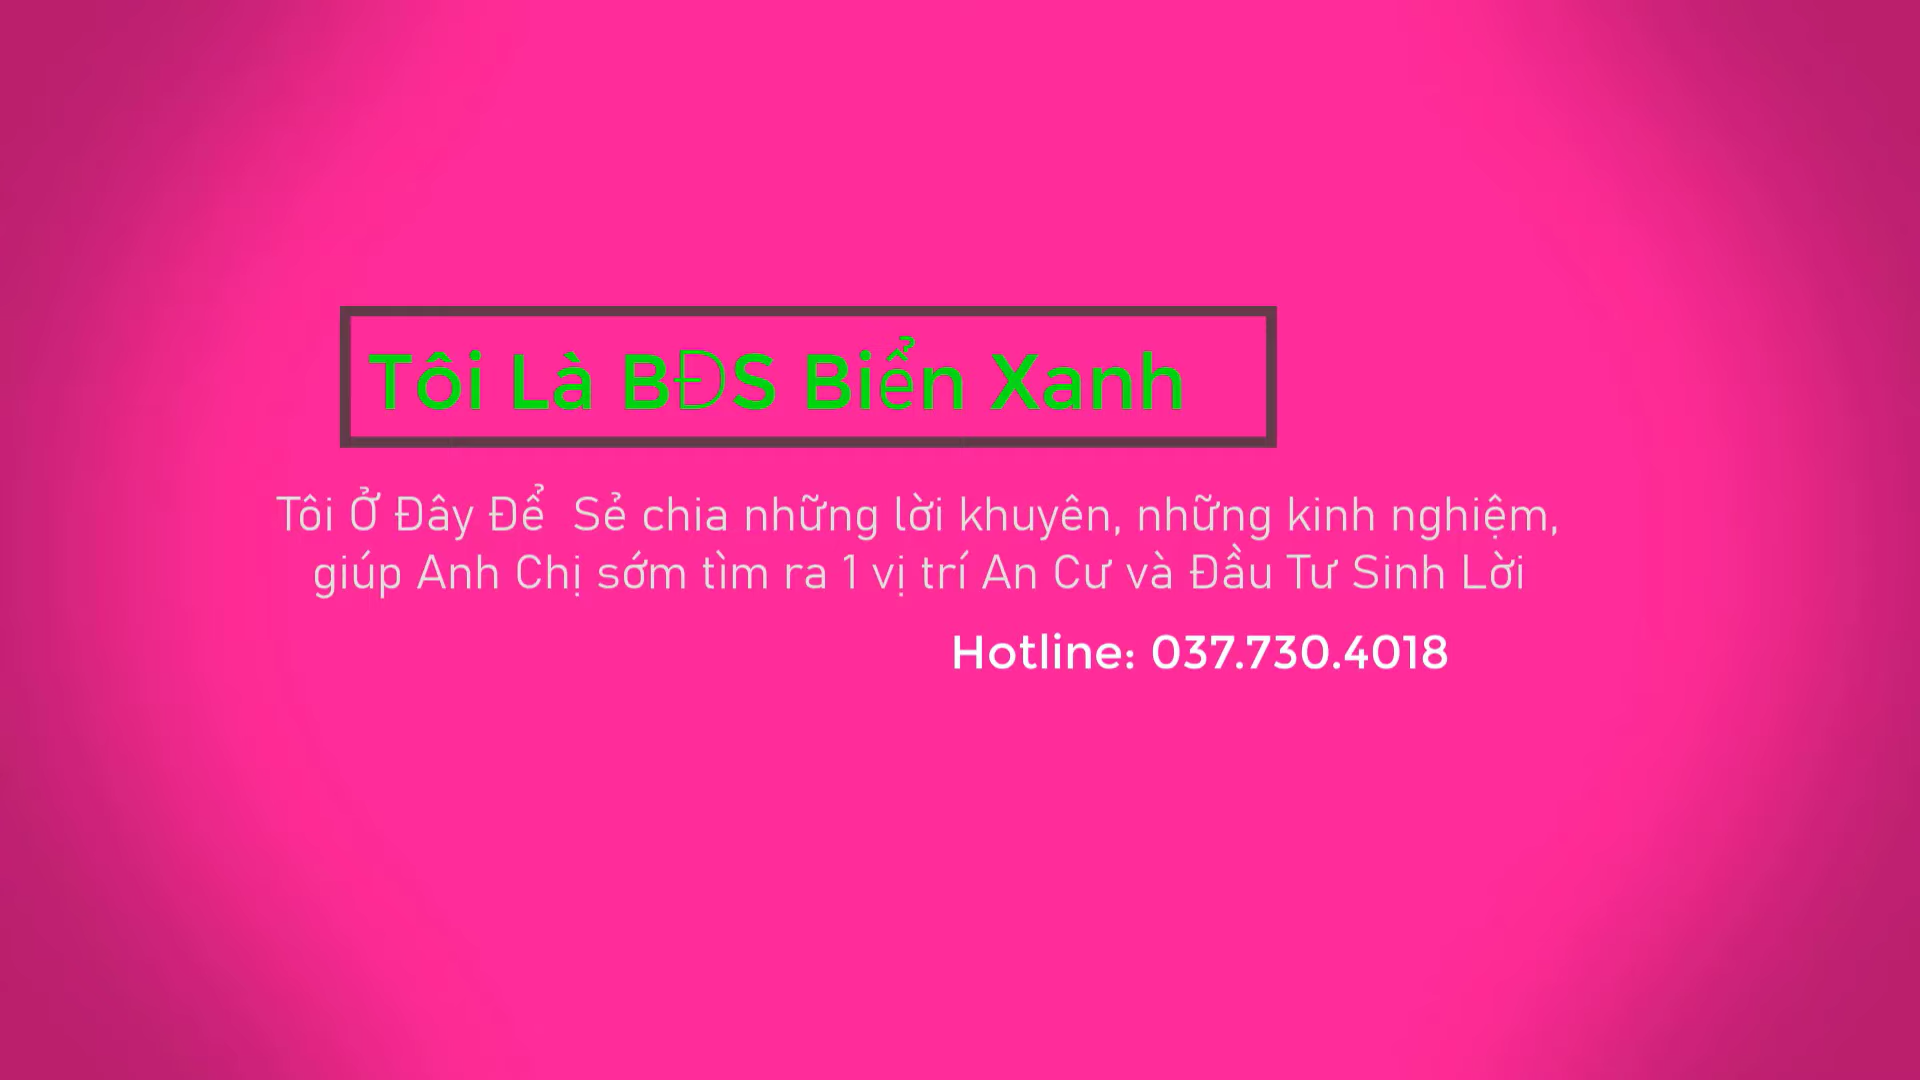 Tôi Là BĐS Biển Xanh
Tôi Ở Đây Để  Sẻ chia những lời khuyên, những kinh nghiệm,
giúp Anh Chị sớm tìm ra 1 vị trí An Cư và Đầu Tư Sinh Lời
Hotline: 037.730.4018